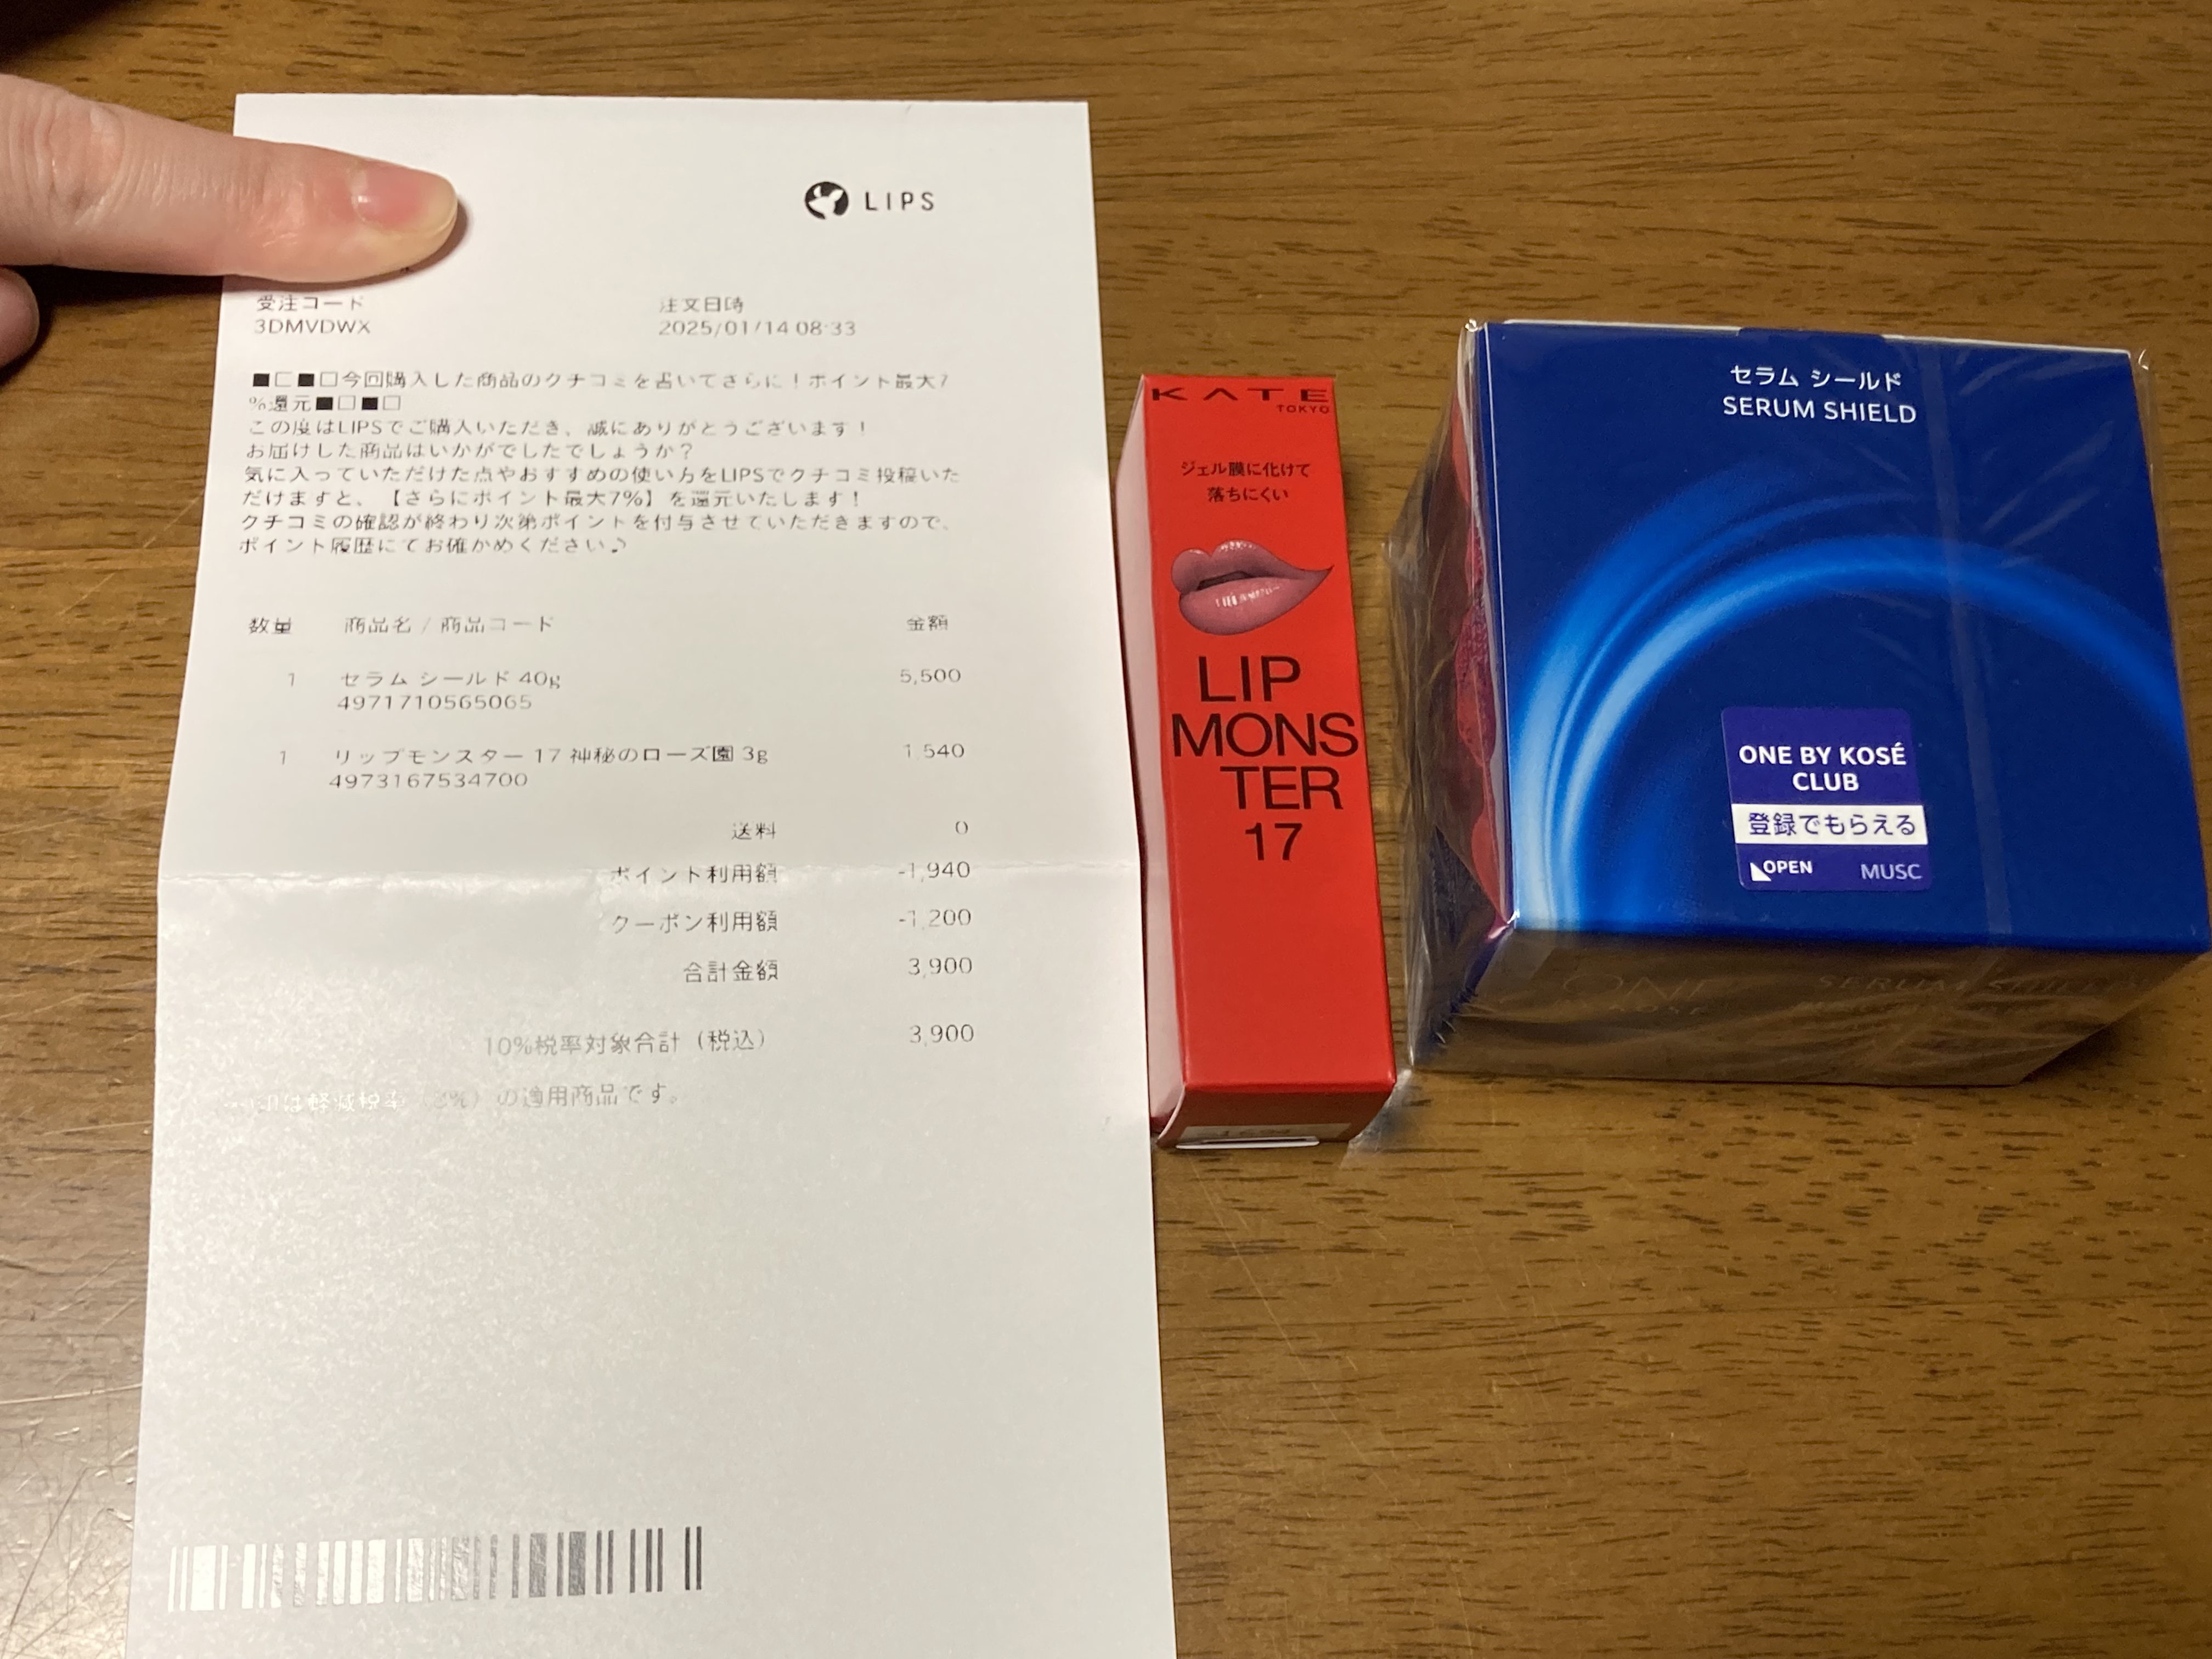 LIPS
受注コード
3DMVDWX
注文日時
2025/01/14 08:33
■□■□今回購入した商品のクチコミを書いてさらに！ポイント最大7
%還元■□■□
この度はLIPSでご購入いただき、誠にありがとうございます！
お届けした商品はいかがでしたでしょうか？
気に入っていただけた点やおすすめの使い方をLIPSでクチコミ投稿いた
だけますと、【さらにポイント最大7%】を還元いたします！
クチコミの確認が終わり次第ポイントを付与させていただきますので、
ポイント履歴にてお確かめください♪
数量 商品名 / 商品コード 金額
1 セラム シールド 40g 5,500
4971710565065
1 リップモンスター 17 神秘のローズ園 3g 1,540
4973167534700
送料 0
ポイント利用額 -1,940
クーポン利用額 -1,200
合計金額 3,900
10%税率対象合計（税込） 3,900
は軽減税率（8%）の適用商品です。
KATE
TOKYO
ジェル膜に化けて
落ちにくい
LIP
MONS
TER
17
セラム シールド
SERUM SHIELD
ONE BY KOSÉ
CLUB
登録でもらえる
OPEN MUSC
ONE
SERUM SHIELD